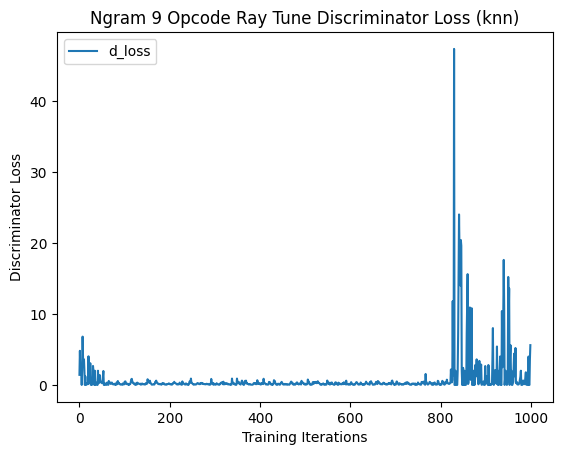 Ngram 9 Opcode Ray Tune Discriminator Loss (knn)
d_loss
Discriminator Loss
40
30
20
10
0
0 200 400 600 800 1000
Training Iterations